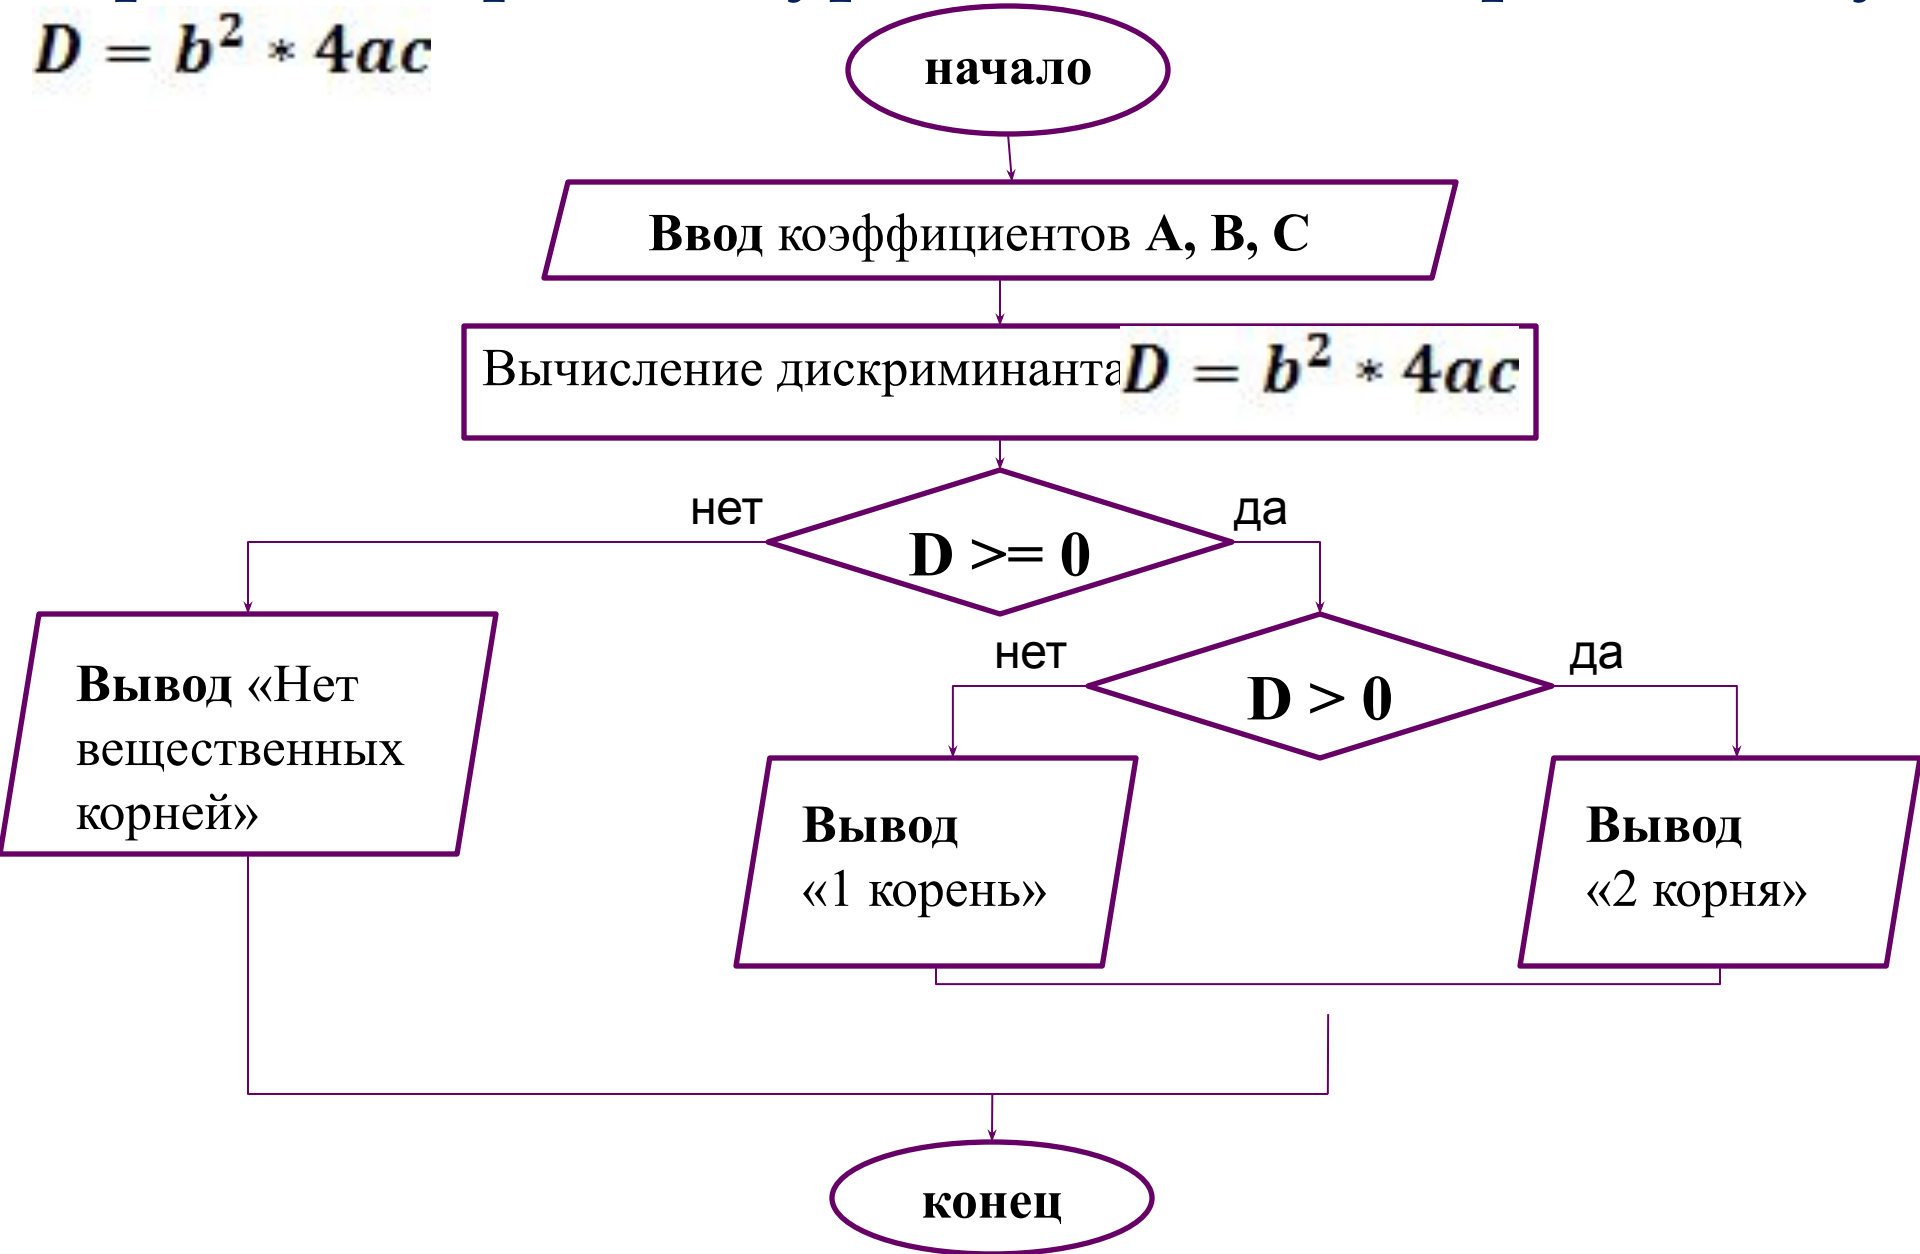 D = b² * 4ac
начало
Ввод коэффициентов A, B, C
Вычисление дискриминанта D = b² * 4ac
нет
да
D >= 0
нет
да
D > 0
Вывод «Нет
вещественных
корней»
Вывод
«1 корень»
Вывод
«2 корня»
конец